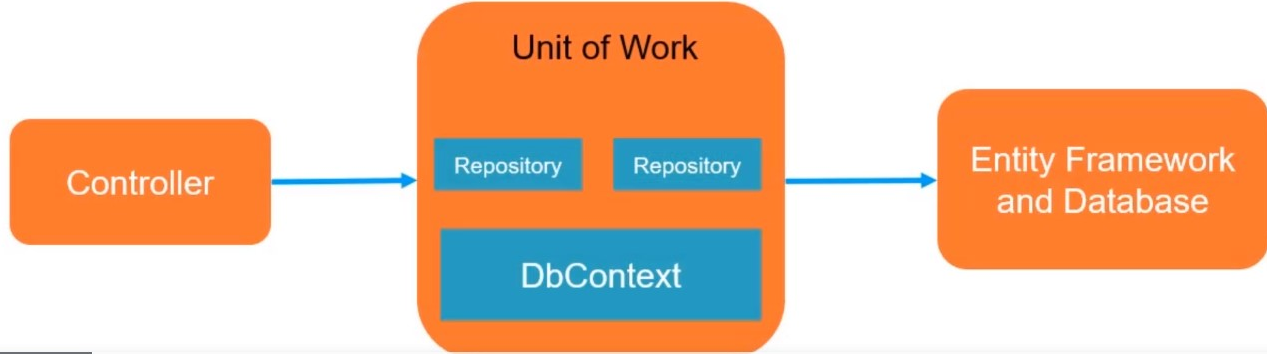 Unit of Work
Controller
Repository
Repository
DbContext
Entity Framework
and Database